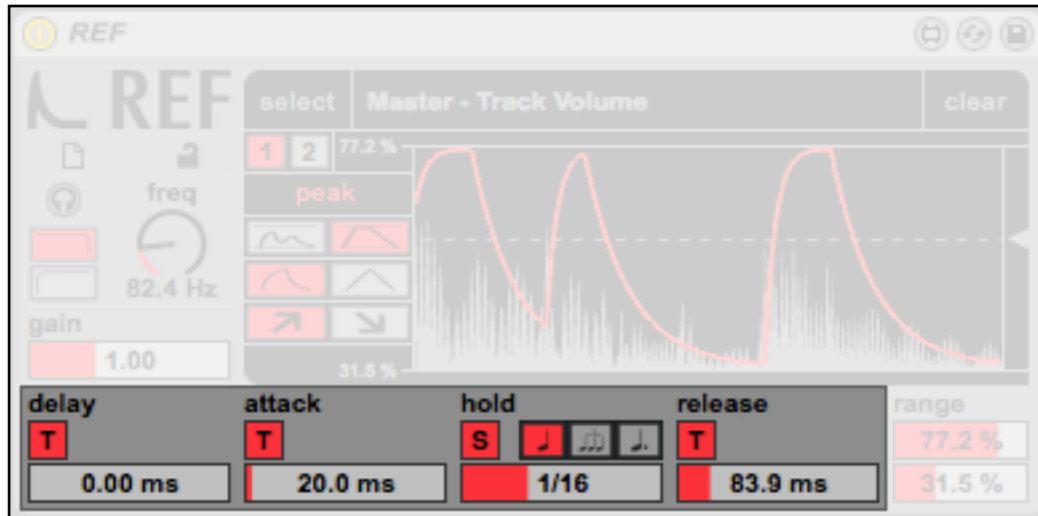 REF
REF
select Master - Track Volume clear
1 2 77.2 %
peak
freq
82.4 Hz
gain
1.00
31.5 %
delay attack hold release range
T T S T 77.2 %
0.00 ms 20.0 ms 1/16 83.9 ms 31.5 %